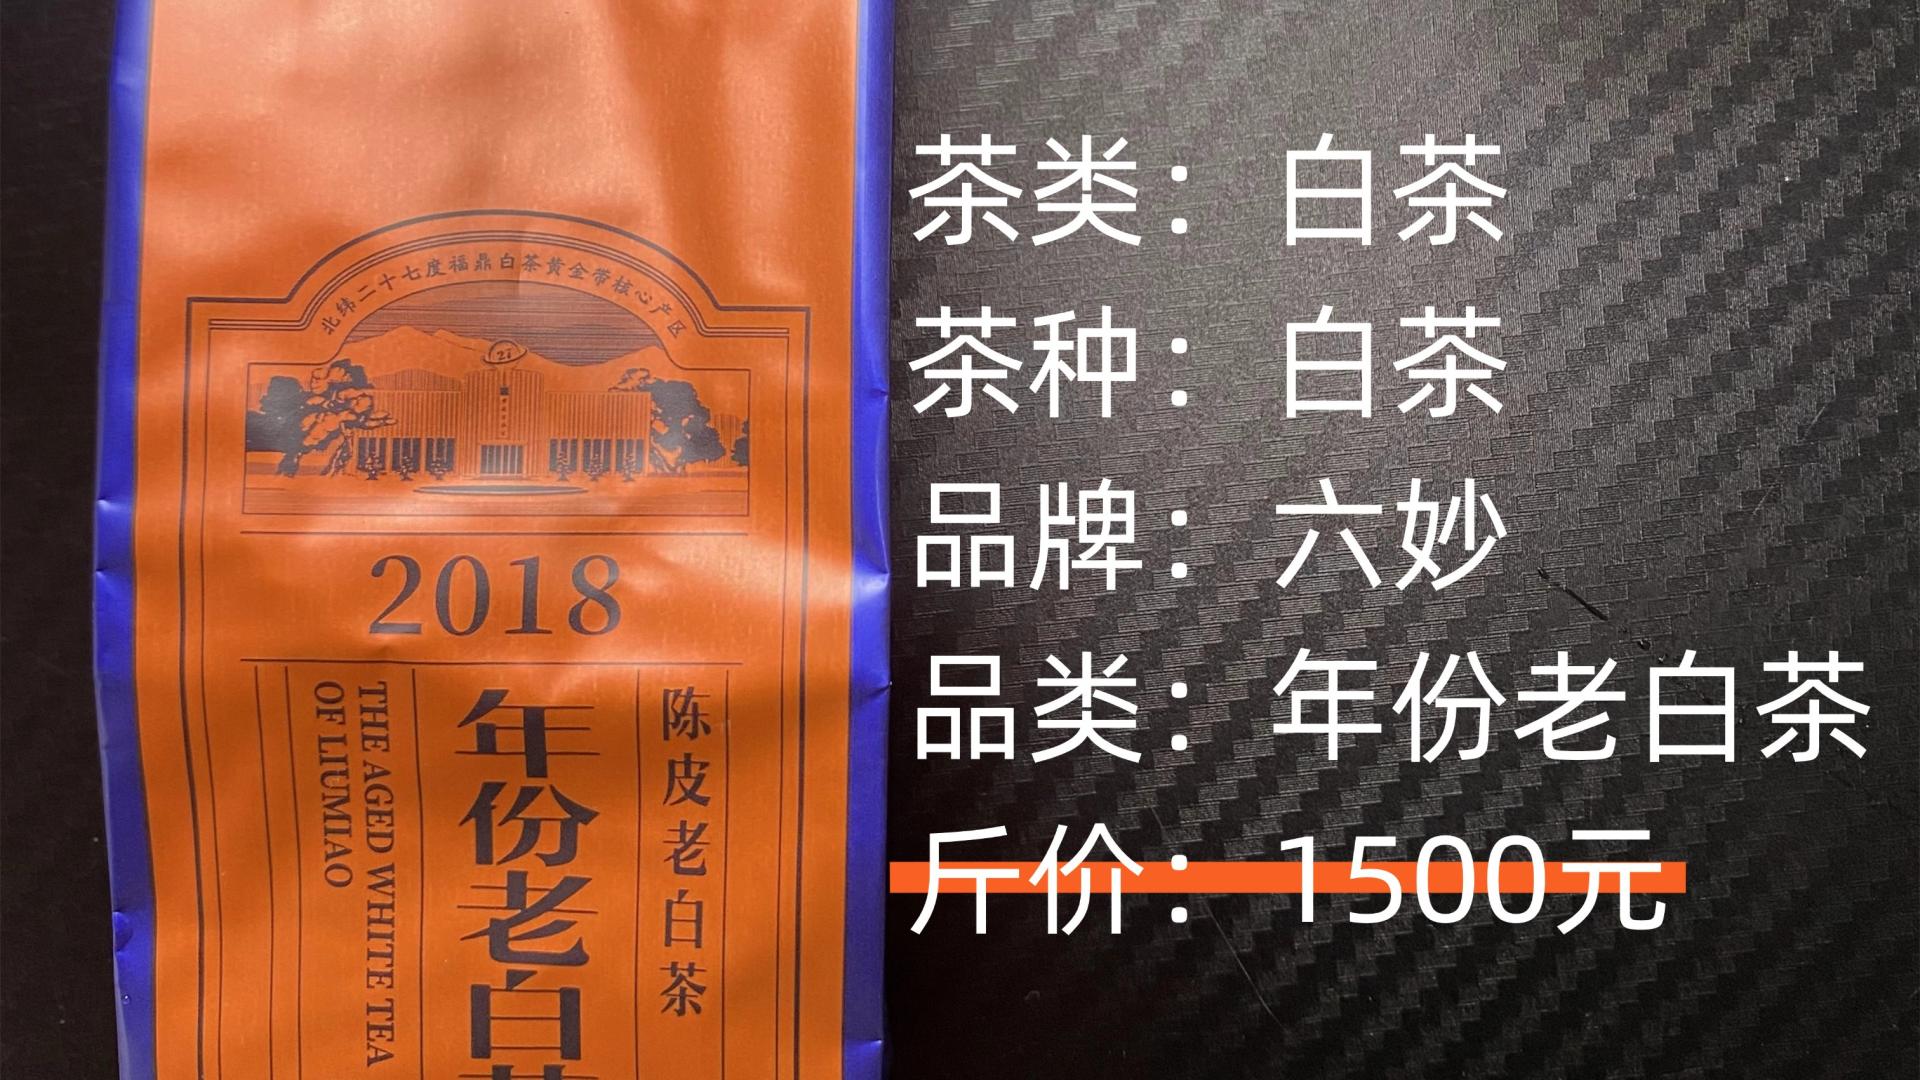 北纬二十七度福鼎白茶黄金带核心产区
27
2018
陈皮老白茶
年份老白茶
THE AGED WHITE TEA
OF LIUMIAO
茶类：白茶
茶种：白茶
品牌：六妙
品类：年份老白茶
斤价：1500元